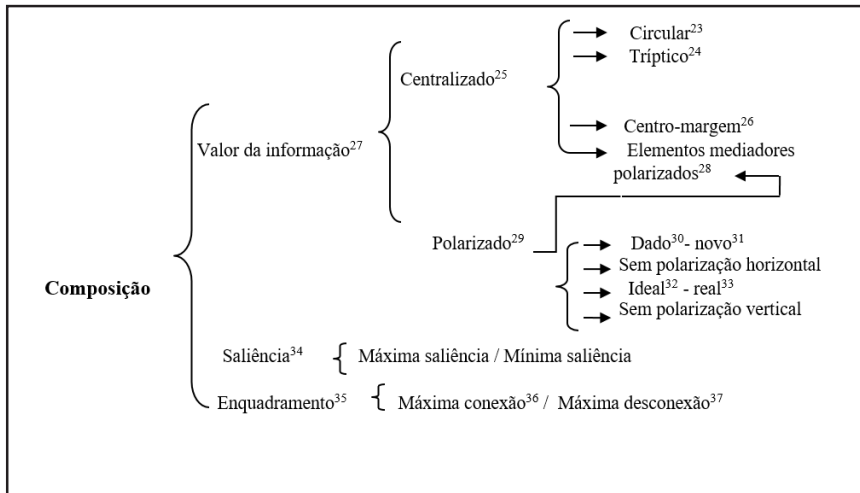 Circular²³
Tríptico²⁴
Centralizado²⁵
Centro-margem²⁶
Valor da informação²⁷
Elementos mediadores
polarizados²⁸
Polarizado²⁹
Dado³⁰- novo³¹
Sem polarização horizontal
Ideal³² - real³³
Composição
Sem polarização vertical
Saliência³⁴
Máxima saliência / Mínima saliência
Enquadramento³⁵
Máxima conexão³⁶ / Máxima desconexão³⁷